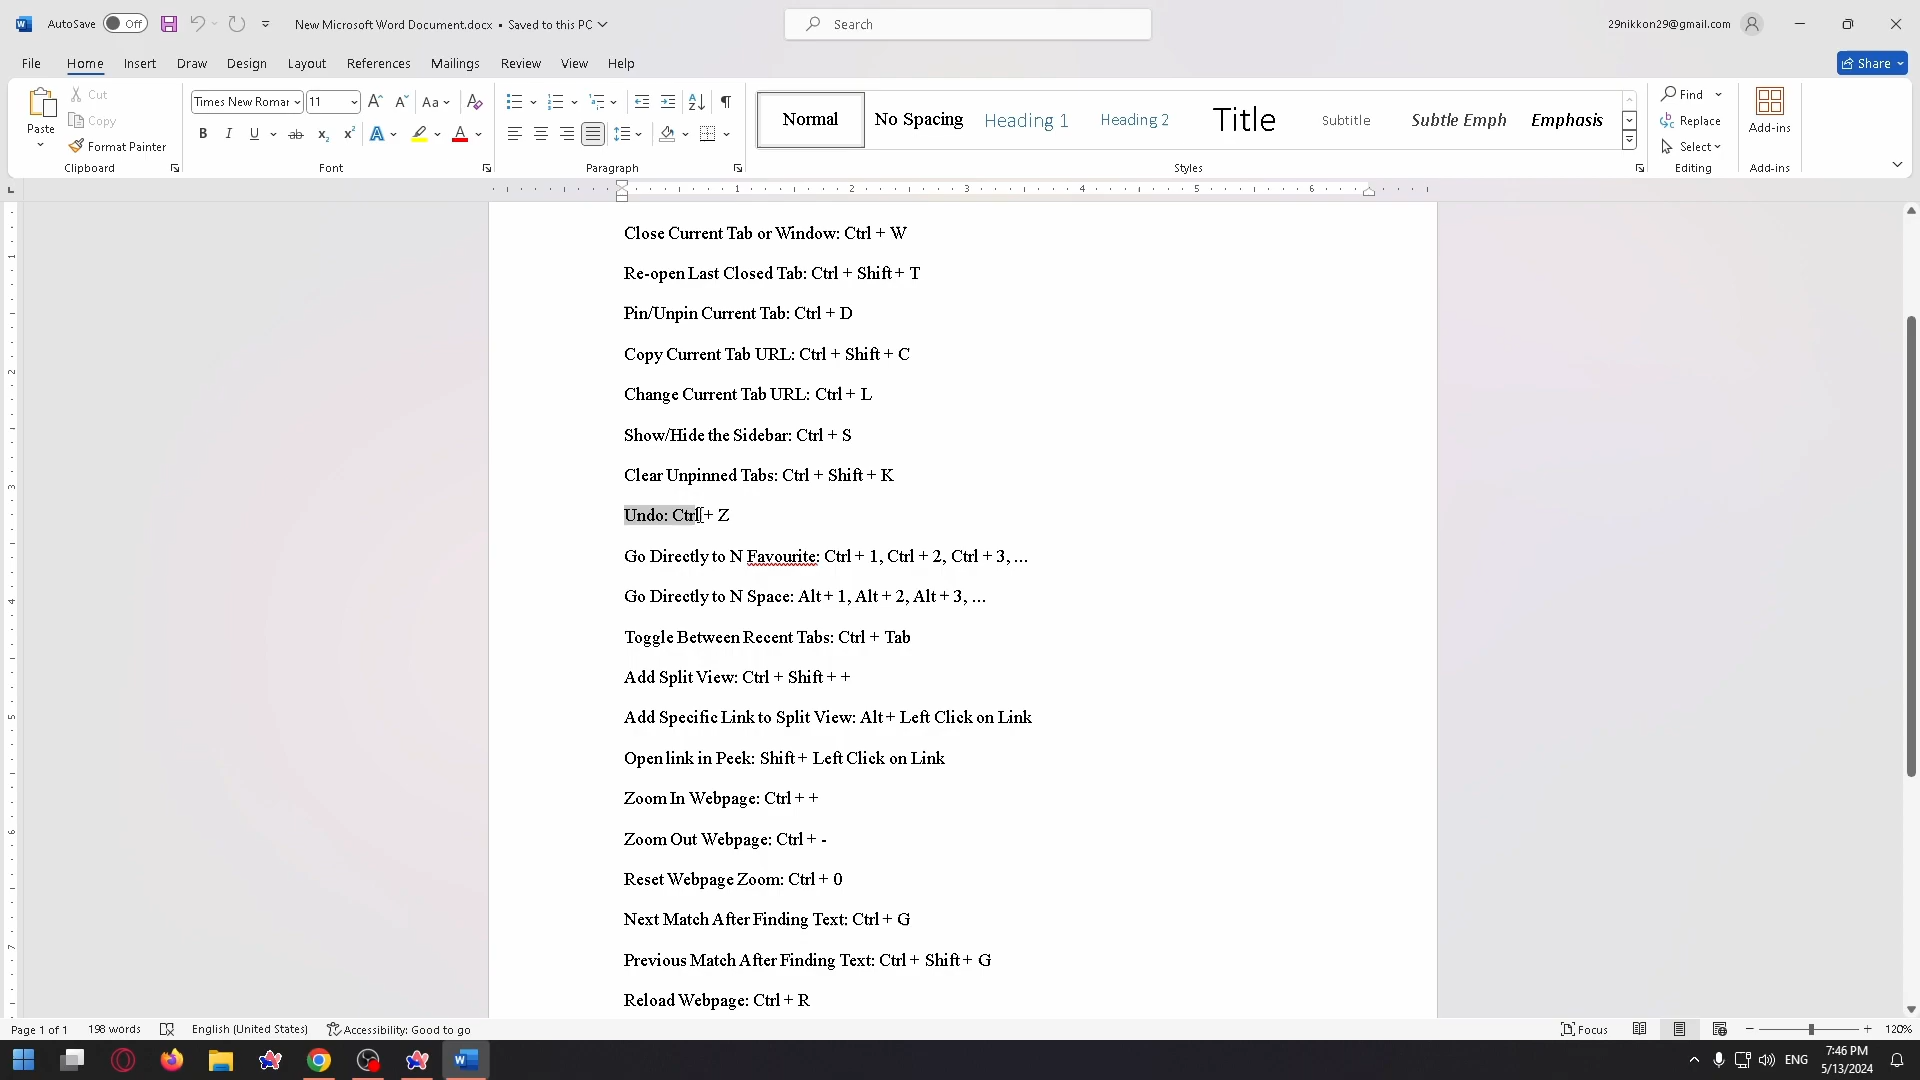 AutoSave Off New Microsoft Word Document.docx • Saved to this PC Search 29nikkon29@gmail.com
File Home Insert Draw Design Layout References Mailings Review View Help Share
Paste Cut Copy Format Painter
Times New Roman 11 Aa
Normal No Spacing Heading 1 Heading 2 Title Subtitle Subtle Emph Emphasis
Find Replace Select Add-ins
Clipboard Font Paragraph Styles Editing Add-ins
1 2 3 4 5 6
Close Current Tab or Window: Ctrl + W
Re-open Last Closed Tab: Ctrl + Shift + T
Pin/Unpin Current Tab: Ctrl + D
Copy Current Tab URL: Ctrl + Shift + C
Change Current Tab URL: Ctrl + L
Show/Hide the Sidebar: Ctrl + S
Clear Unpinned Tabs: Ctrl + Shift + K
Undo: Ctrl + Z
Go Directly to N Favourite: Ctrl + 1, Ctrl + 2, Ctrl + 3, ...
Go Directly to N Space: Alt + 1, Alt + 2, Alt + 3, ...
Toggle Between Recent Tabs: Ctrl + Tab
Add Split View: Ctrl + Shift + +
Add Specific Link to Split View: Alt + Left Click on Link
Open link in Peek: Shift + Left Click on Link
Zoom In Webpage: Ctrl + +
Zoom Out Webpage: Ctrl + -
Reset Webpage Zoom: Ctrl + 0
Next Match After Finding Text: Ctrl + G
Previous Match After Finding Text: Ctrl + Shift + G
Reload Webpage: Ctrl + R
Page 1 of 1 198 words English (United States) Accessibility: Good to go Focus 120%
ENG 7:46 PM
5/13/2024